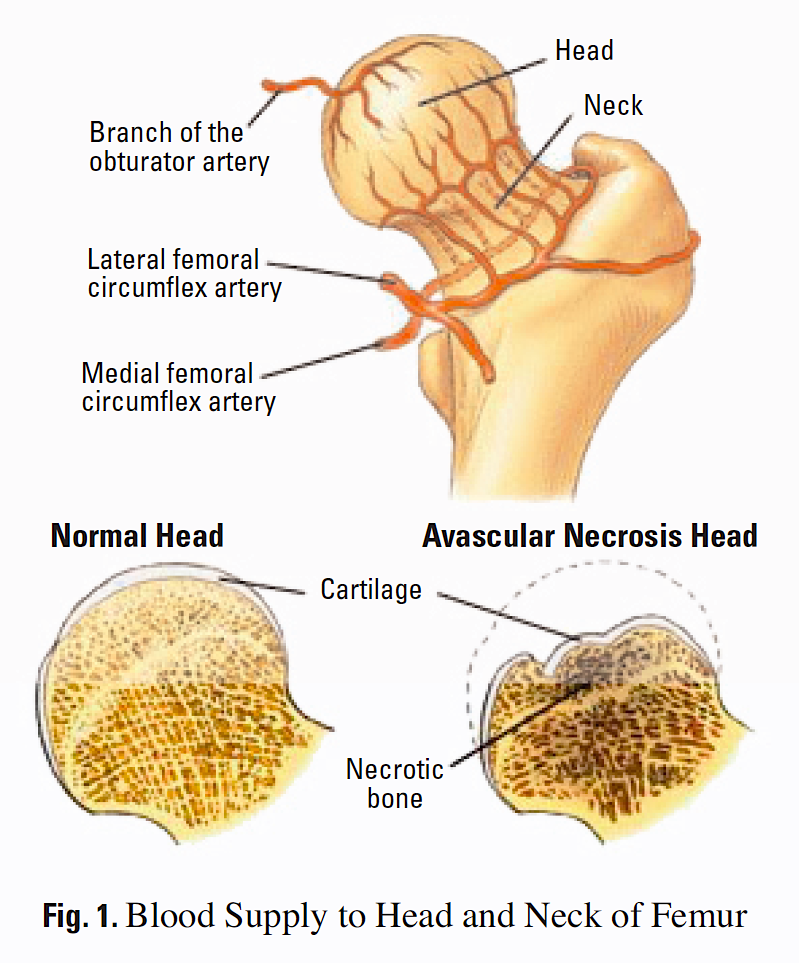 Head
Neck
Branch of the
obturator artery
Lateral femoral
circumflex artery
Medial femoral
circumflex artery
Normal Head
Avascular Necrosis Head
Cartilage
Necrotic
bone
Fig. 1. Blood Supply to Head and Neck of Femur